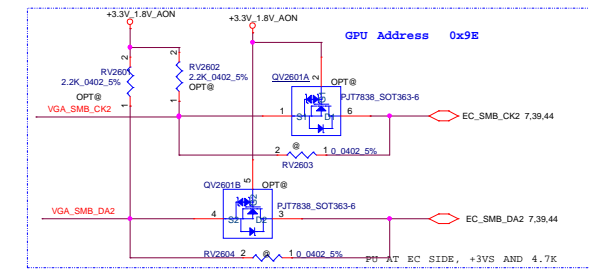 +3.3V_1.8V_AON
+3.3V_1.8V_AON
GPU Address 0x9E
2
2
RV2601
2.2K_0402_5%
OPT@
1
RV2602
2.2K_0402_5%
OPT@
1
QV2601A
2
OPT@
PJT7838_SOT363-6
G1
VGA_SMB_CK2
1
S1
D1
6
EC_SMB_CK2 7,39,44
2
@
1 0_0402_5%
RV2603
5
QV2601B
OPT@
PJT7838_SOT363-6
G2
VGA_SMB_DA2
4
S2
D2
3
EC_SMB_DA2 7,39,44
RV2604 2
@
1 0_0402_5%
PU AT EC SIDE, +3VS AND 4.7K